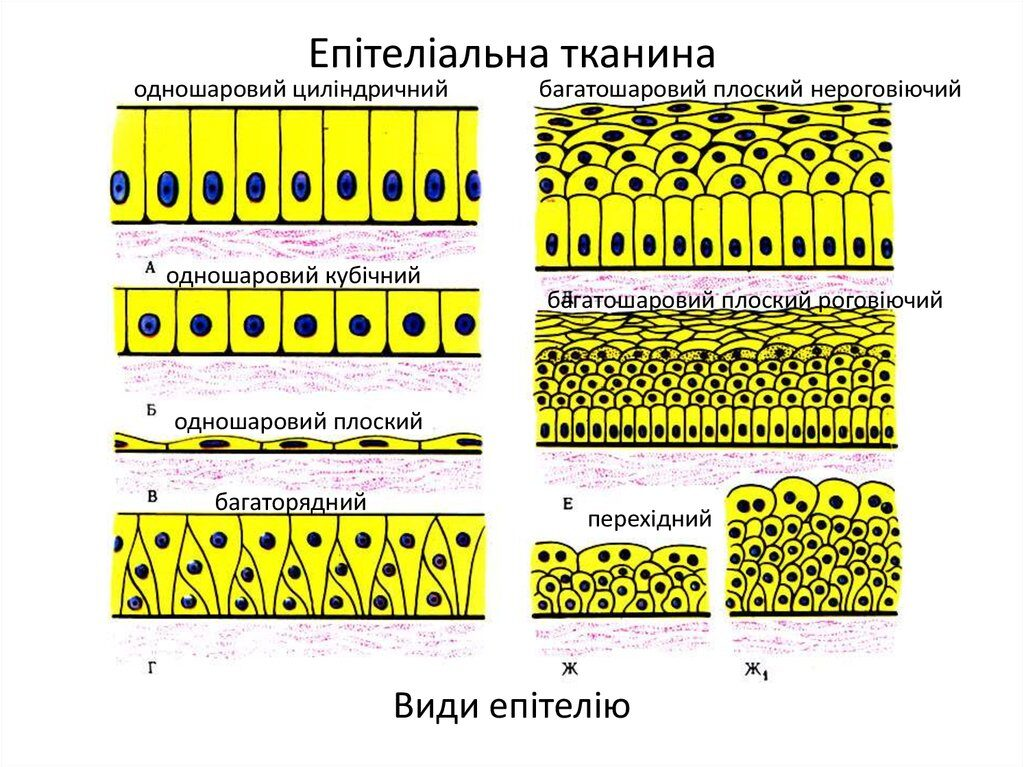 Епітеліальна тканина
одношаровий циліндричний
багатошаровий плоский нероговіючий
А
одношаровий кубічний
багатошаровий плоский роговіючий
Б
одношаровий плоский
В
багаторядний
Е
перехідний
Г
Ж
Ж₁
Види епітелію